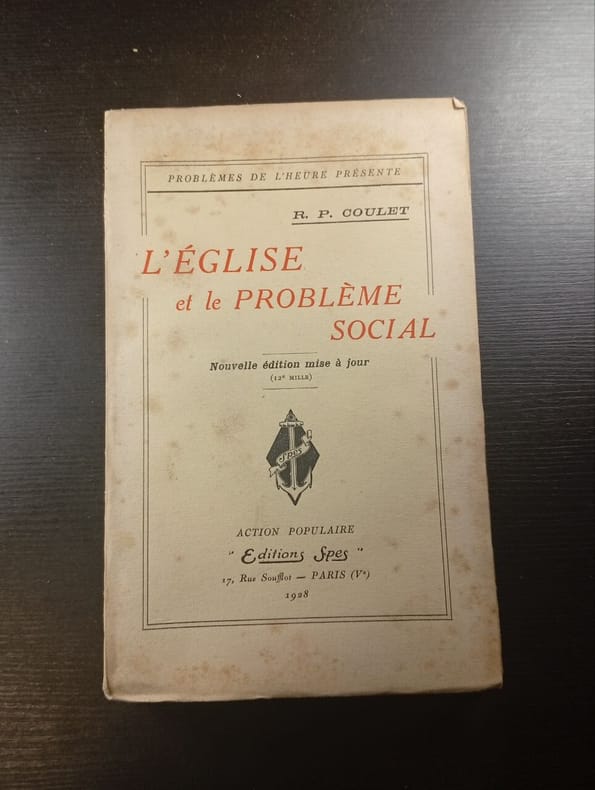 PROBLÈMES DE L'HEURE PRÉSENTE
R. P. COULET
L'ÉGLISE
et le PROBLÈME
SOCIAL
Nouvelle édition mise à jour
(12e MILLE)
Spes
ACTION POPULAIRE
" Editions Spes "
17, Rue Soufflot — PARIS (Ve)
1928